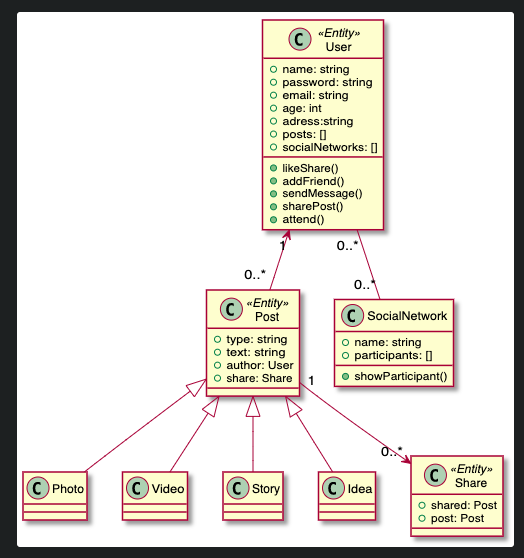 C «Entity»
User
name: string
password: string
email: string
age: int
adress:string
posts: []
socialNetworks: []
likeShare()
addFriend()
sendMessage()
sharePost()
attend()
1
0..*
0..*
0..*
C «Entity»
Post
type: string
text: string
author: User
share: Share
C SocialNetwork
name: string
participants: []
showParticipant()
1
0..*
C Photo
C Video
C Story
C Idea
C «Entity»
Share
shared: Post
post: Post